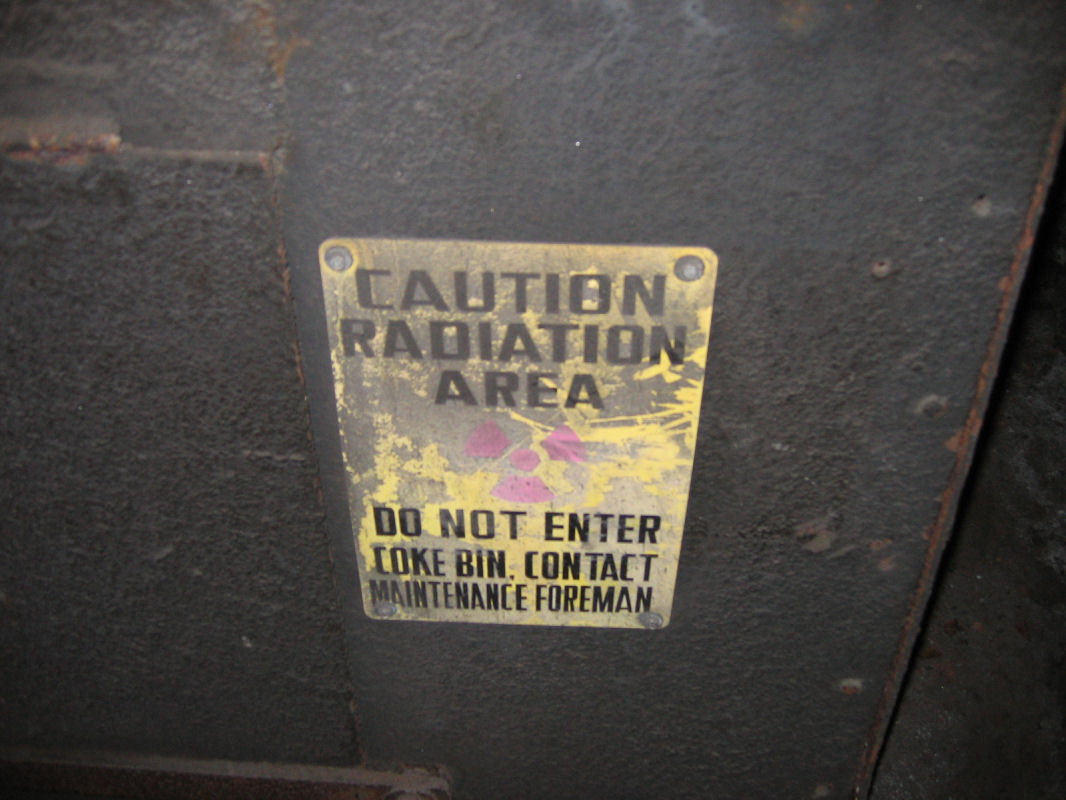 CAUTION
RADIATION
AREA
DO NOT ENTER
COKE BIN, CONTACT
MAINTENANCE FOREMAN